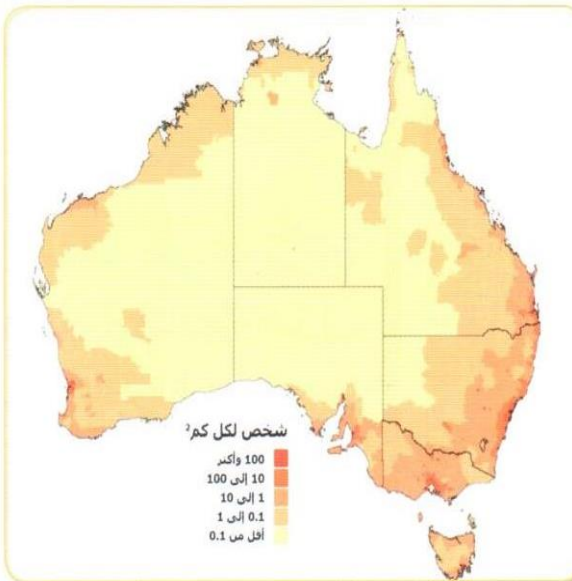 شخص لكل كم²
100 وأكثر
10 إلى 100
1 إلى 10
0.1 إلى 1
أقل من 0.1